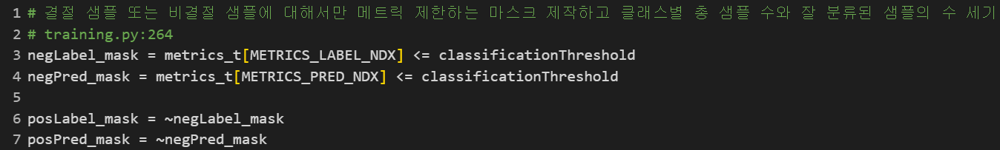 1 # 결절 샘플 또는 비결절 샘플에 대해서만 메트릭 제한하는 마스크 제작하고 클래스별 총 샘플 수와 잘 분류된 샘플의 수 세기
2 # training.py:264
3 negLabel_mask = metrics_t[METRICS_LABEL_NDX] <= classificationThreshold
4 negPred_mask = metrics_t[METRICS_PRED_NDX] <= classificationThreshold
5
6 posLabel_mask = ~negLabel_mask
7 posPred_mask = ~negPred_mask